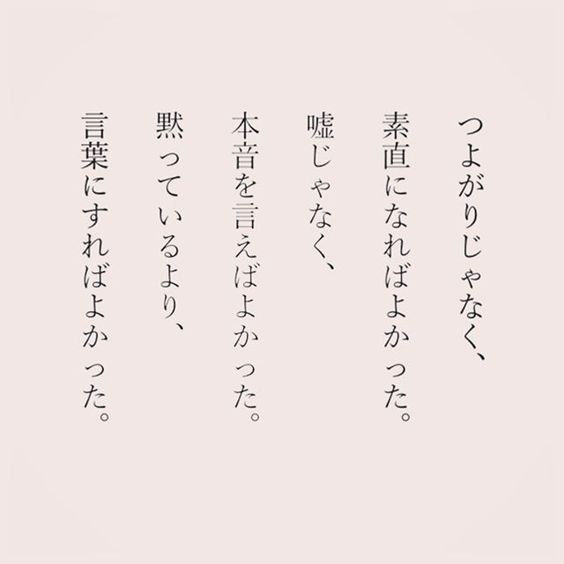 つよがりじゃなく、
素直になればよかった。
嘘じゃなく、
本音を言えばよかった。
黙っているより、
言葉にすればよかった。